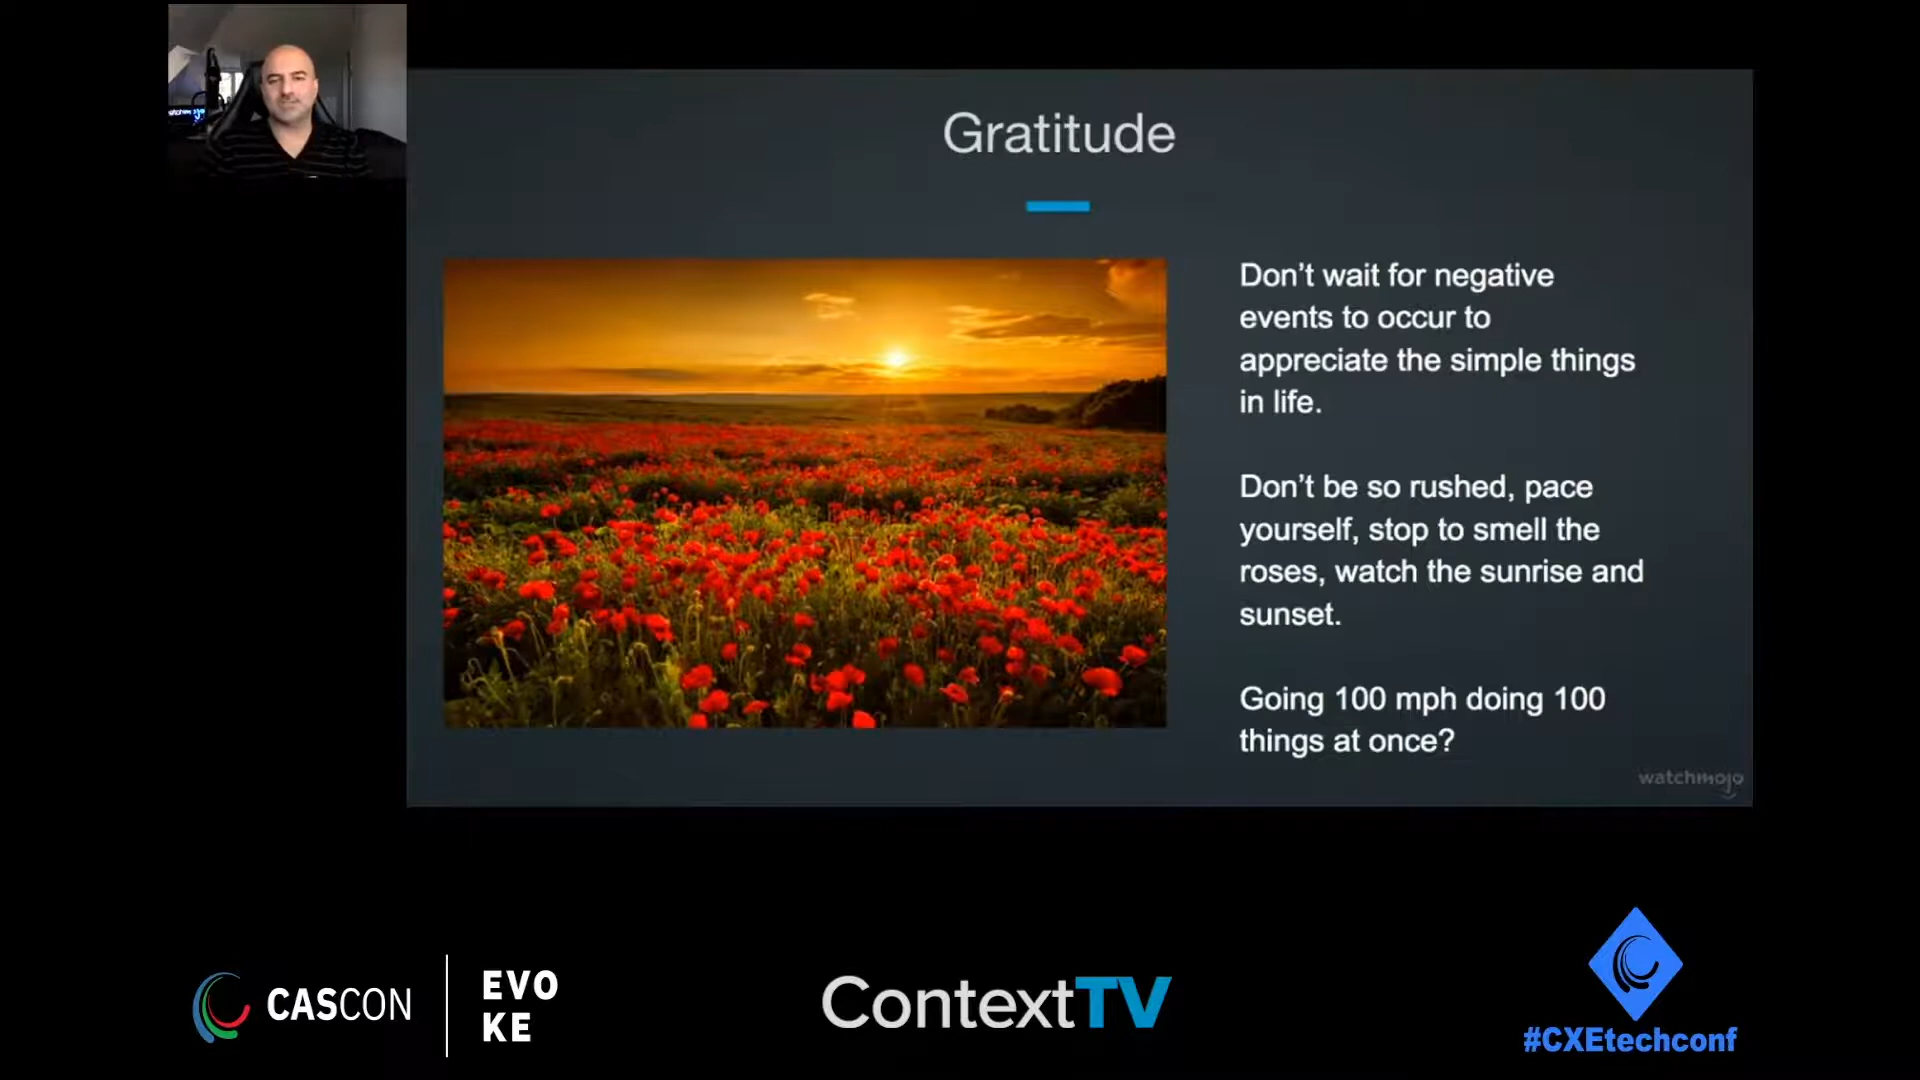 Gratitude
Don't wait for negative
events to occur to
appreciate the simple things
in life.
Don't be so rushed, pace
yourself, stop to smell the
roses, watch the sunrise and
sunset.
Going 100 mph doing 100
things at once?
watchmojo
CASCON
EVO
KE
ContextTV
#CXEtechconf